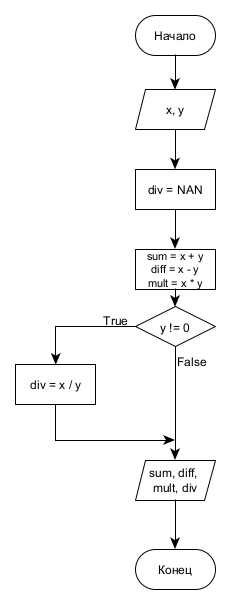 Начало
x, y
div = NAN
sum = x + y
diff = x - y
mult = x * y
y != 0
True
False
div = x / y
sum, diff,
mult, div
Конец